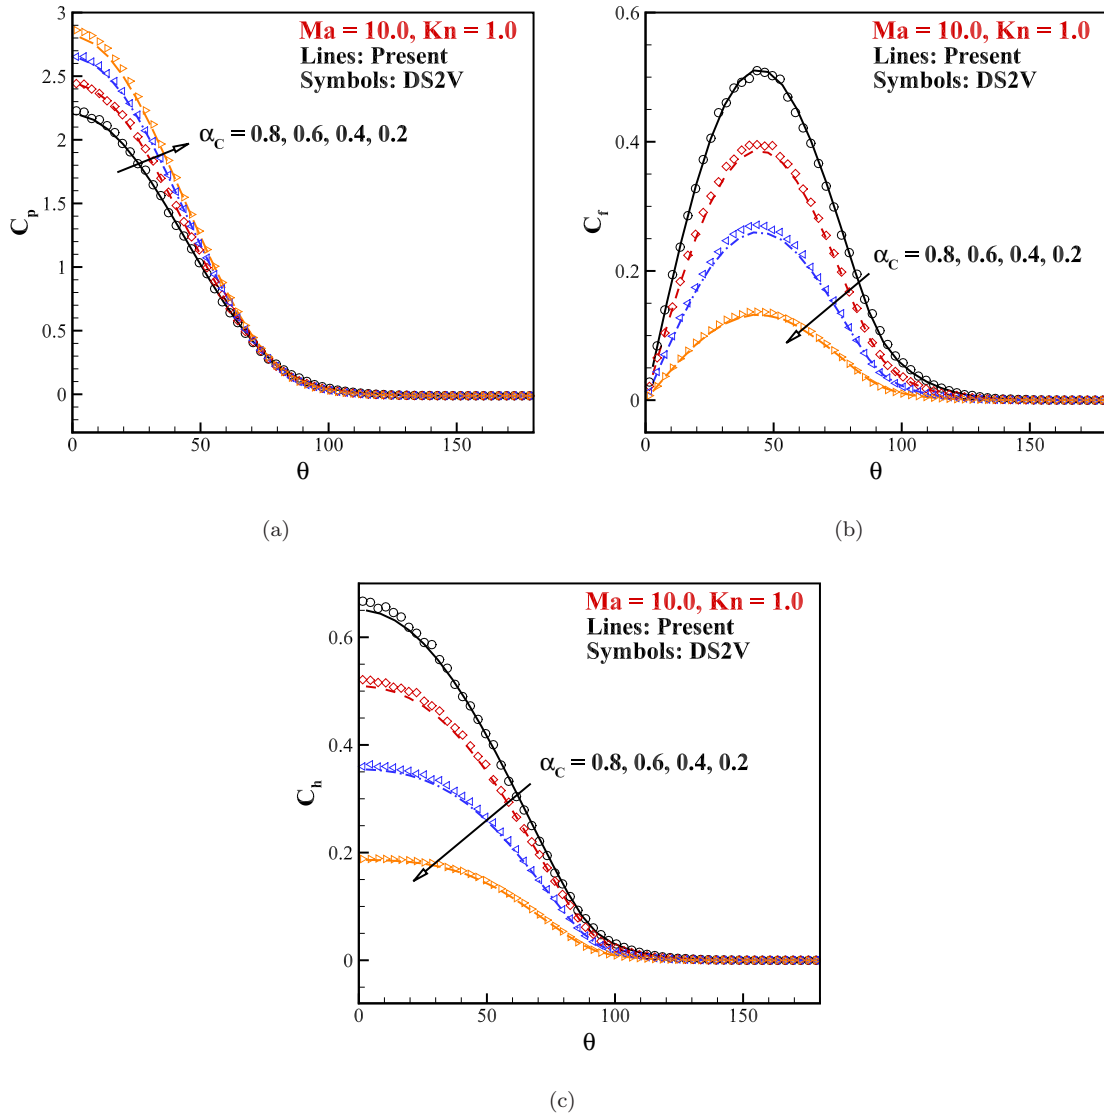 Ma = 10.0, Kn = 1.0
Lines: Present
Symbols: DS2V
α_C = 0.8, 0.6, 0.4, 0.2
C_p
3
2.5
2
1.5
1
0.5
0
0 50 100 150
θ
(a)
Ma = 10.0, Kn = 1.0
Lines: Present
Symbols: DS2V
α_C = 0.8, 0.6, 0.4, 0.2
C_f
0.6
0.4
0.2
0
0 50 100 150
θ
(b)
Ma = 10.0, Kn = 1.0
Lines: Present
Symbols: DS2V
α_C = 0.8, 0.6, 0.4, 0.2
C_h
0.6
0.4
0.2
0
0 50 100 150
θ
(c)